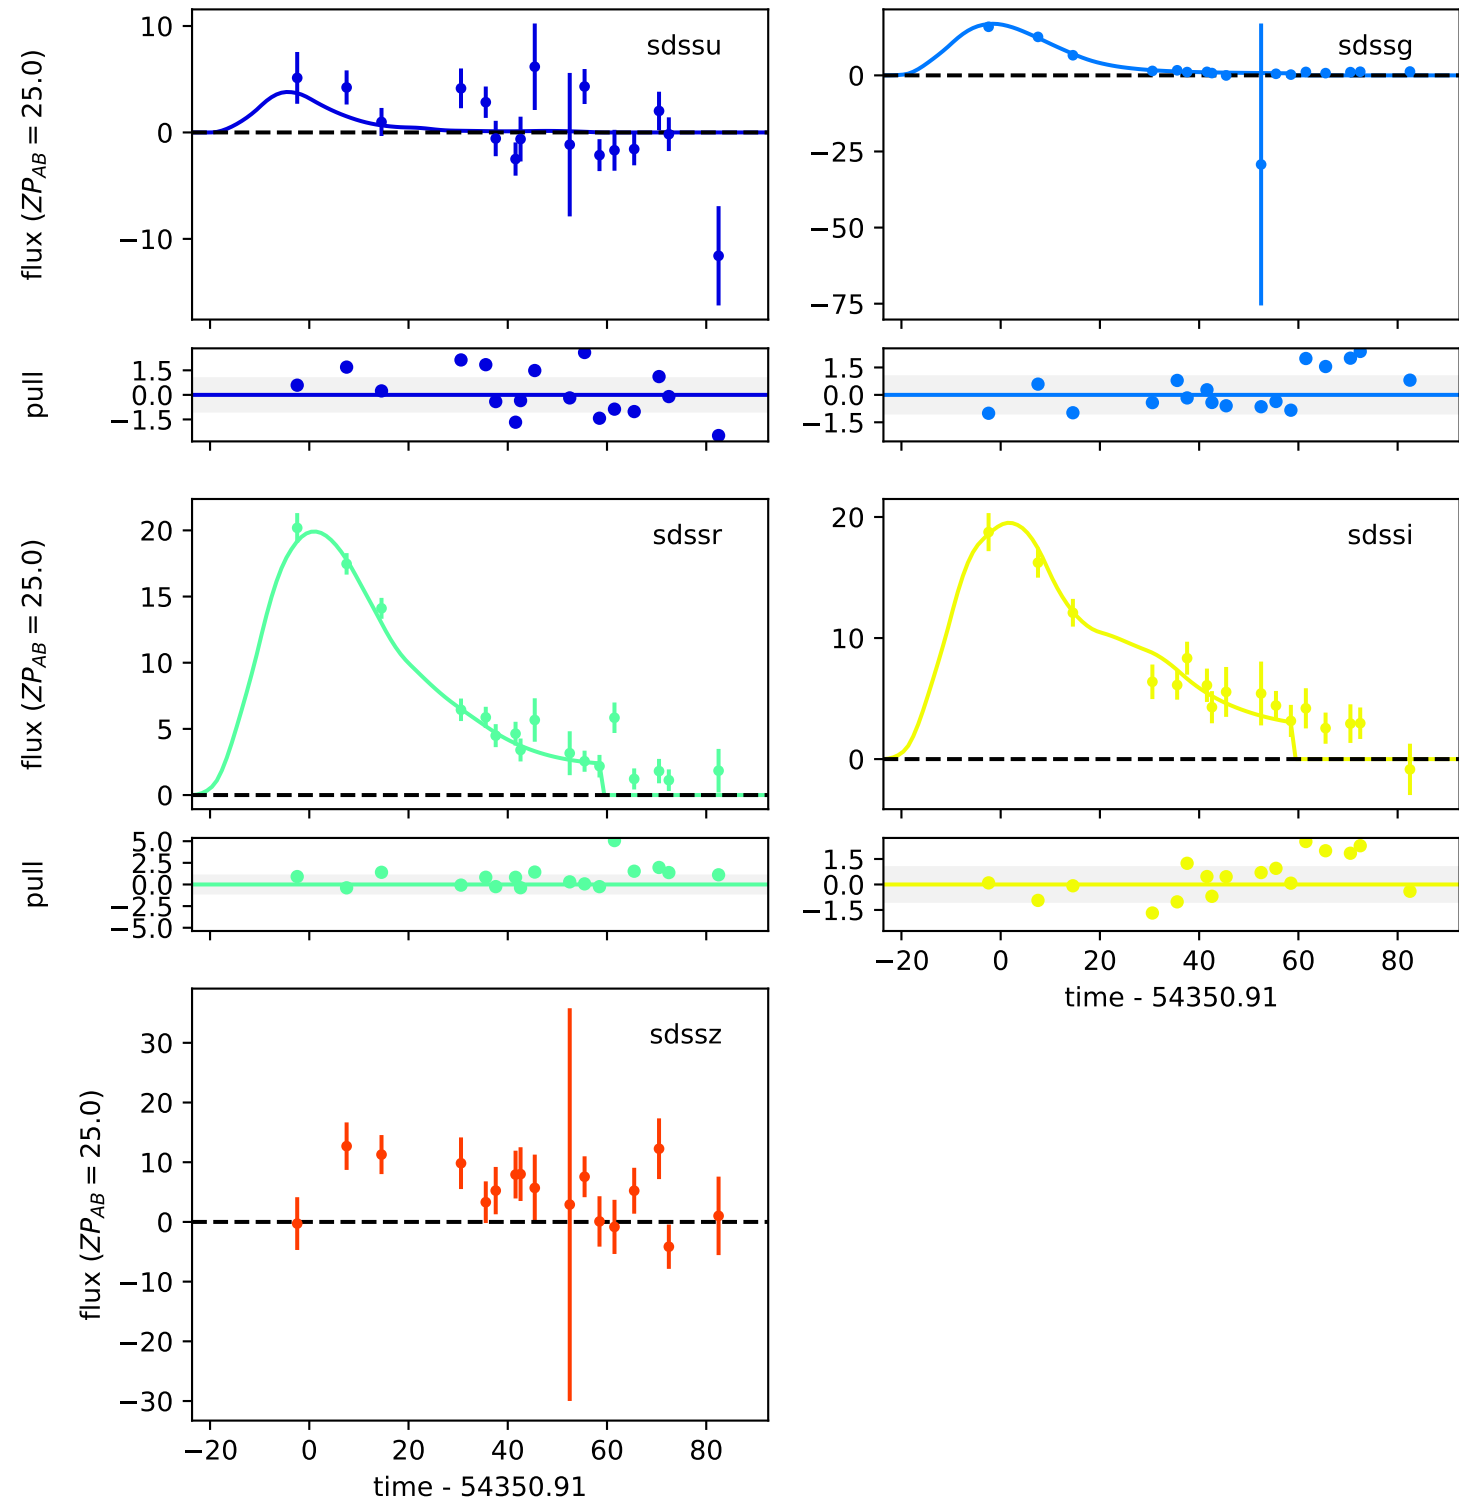 sdssu
flux (ZP_AB = 25.0)
10
0
−10
sdssg
0
−25
−50
−75
pull
1.5
0.0
−1.5
1.5
0.0
−1.5
sdssr
flux (ZP_AB = 25.0)
20
15
10
5
0
sdssi
20
10
0
pull
5.0
2.5
0.0
−2.5
−5.0
1.5
0.0
−1.5
−20 0 20 40 60 80
time - 54350.91
sdssz
flux (ZP_AB = 25.0)
30
20
10
0
−10
−20
−30
−20 0 20 40 60 80
time - 54350.91